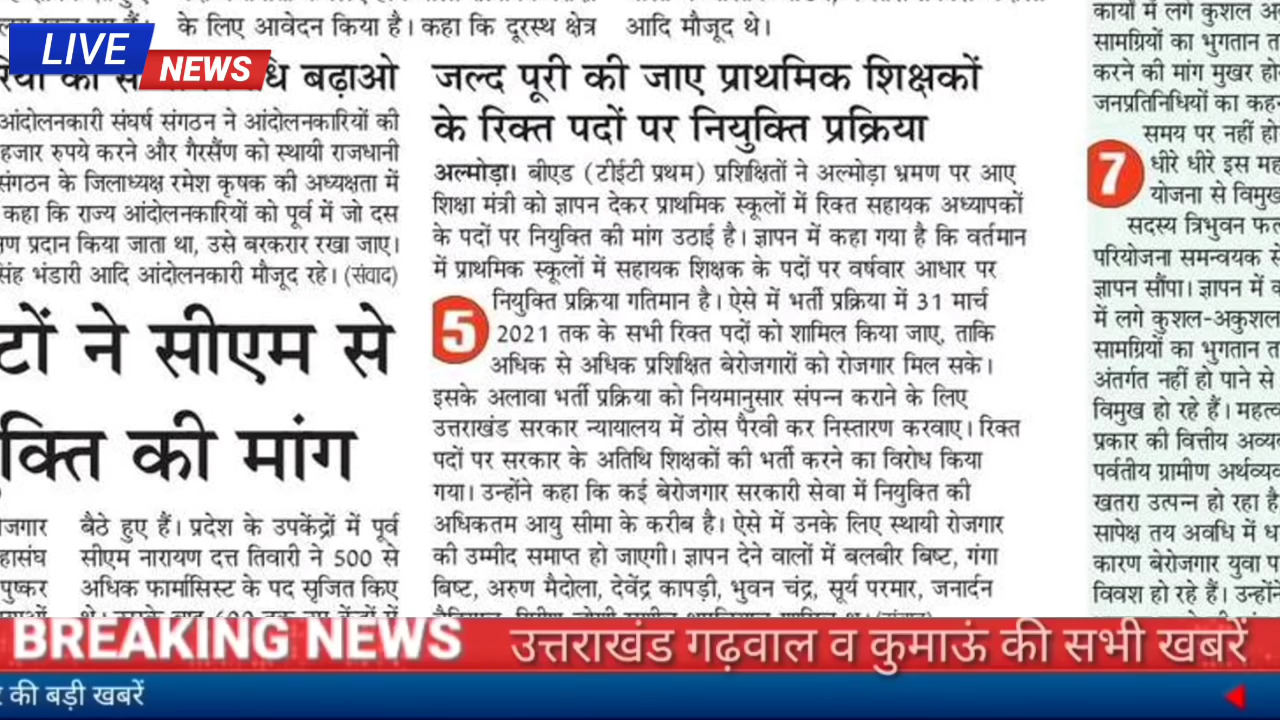 के लिए आवेदन किया है। कहा कि दूरस्थ क्षेत्र
आदि मौजूद थे।
LIVE
NEWS
बढ़ाओ
आंदोलनकारी संघर्ष संगठन ने आंदोलनकारियों की
हजार रुपये करने और गैरसैंण को स्थायी राजधानी
संगठन के जिलाध्यक्ष रमेश कृषक की अध्यक्षता में
कहा कि राज्य आंदोलनकारियों को पूर्व में जो दस
प्रदान किया जाता था, उसे बरकरार रखा जाए।
सिंह भंडारी आदि आंदोलनकारी मौजूद रहे। (संवाद)
ने सीएम से
की मांग
बैठे हुए हैं। प्रदेश के उपकेंद्रों में पूर्व
सीएम नारायण दत्त तिवारी ने 500 से
पुष्कर
अधिक फार्मासिस्ट के पद सृजित किए
जल्द पूरी की जाए प्राथमिक शिक्षकों
के रिक्त पदों पर नियुक्ति प्रक्रिया
अल्मोड़ा। बीएड (टीईटी प्रथम) प्रशिक्षितों ने अल्मोड़ा भ्रमण पर आए
शिक्षा मंत्री को ज्ञापन देकर प्राथमिक स्कूलों में रिक्त सहायक अध्यापकों
के पदों पर नियुक्ति की मांग उठाई है। ज्ञापन में कहा गया है कि वर्तमान
में प्राथमिक स्कूलों में सहायक शिक्षक के पदों पर वर्षवार आधार पर
नियुक्ति प्रक्रिया गतिमान है। ऐसे में भर्ती प्रक्रिया में 31 मार्च
5
2021 तक के सभी रिक्त पदों को शामिल किया जाए, ताकि
अधिक से अधिक प्रशिक्षित बेरोजगारों को रोजगार मिल सके।
इसके अलावा भर्ती प्रक्रिया को नियमानुसार संपन्न कराने के लिए
उत्तराखंड सरकार न्यायालय में ठोस पैरवी कर निस्तारण करवाए। रिक्त
पदों पर सरकार के अतिथि शिक्षकों की भर्ती करने का विरोध किया
गया। उन्होंने कहा कि कई बेरोजगार सरकारी सेवा में नियुक्ति की
अधिकतम आयु सीमा के करीब है। ऐसे में उनके लिए स्थायी रोजगार
की उम्मीद समाप्त हो जाएगी। ज्ञापन देने वालों में बलबीर बिष्ट, गंगा
बिष्ट, अरुण मैदोला, देवेंद्र कापड़ी, भुवन चंद्र, सूर्य परमार, जनार्दन
कार्यों में लगे कुशल
सामग्रियों का भुगतान
करने की मांग मुखर
जनप्रतिनिधियों का
समय पर नहीं हो
7
धीरे धीरे इस
योजना से
सदस्य त्रिभुवन
परियोजना समन्वयक
ज्ञापन सौंपा। ज्ञापन में
में लगे कुशल-अकुशल
सामग्रियों का भुगतान
अंतर्गत नहीं हो पाने से
विमुख हो रहे हैं।
प्रकार की वित्तीय
पर्वतीय ग्रामीण
खतरा उत्पन्न हो रहा
सापेक्ष तय अवधि में
कारण बेरोजगार युवा
विवश हो रहे हैं।
BREAKING NEWS
उत्तराखंड गढ़वाल व कुमाऊं की सभी खबरें
की बड़ी खबरें